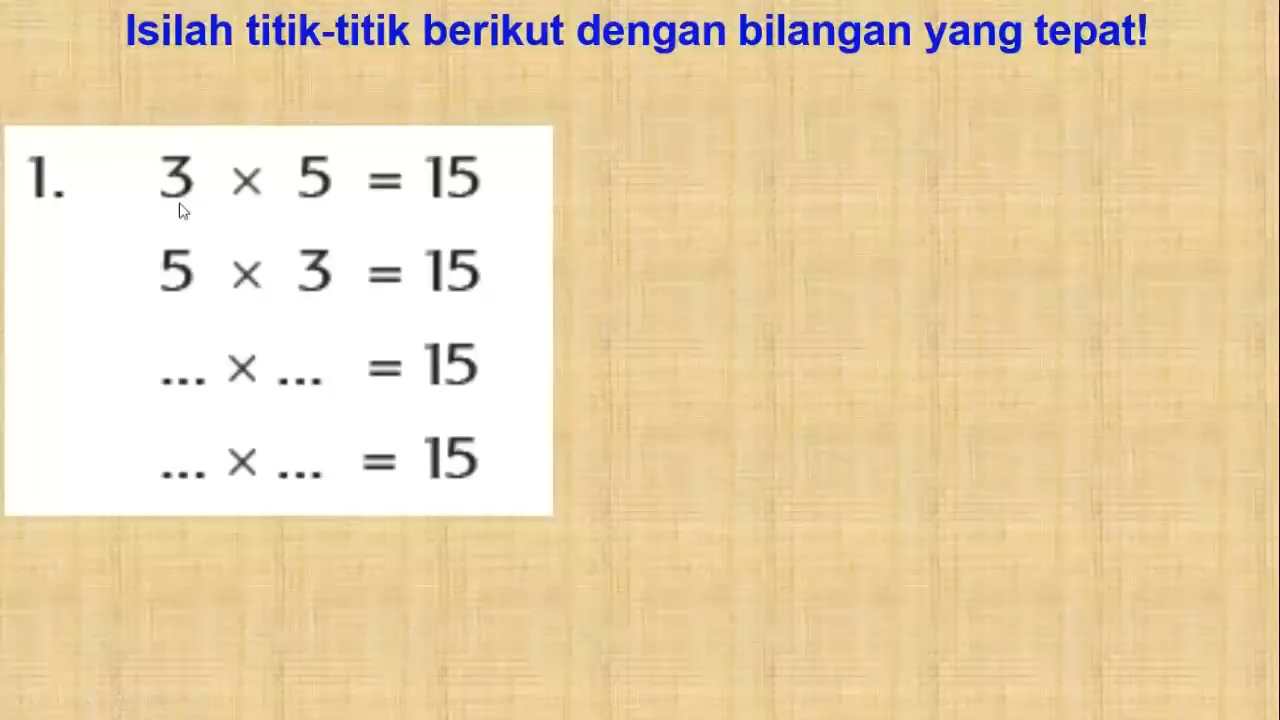 Isilah titik-titik berikut dengan bilangan yang tepat!
1. 3 × 5 = 15
5 × 3 = 15
... × ... = 15
... × ... = 15